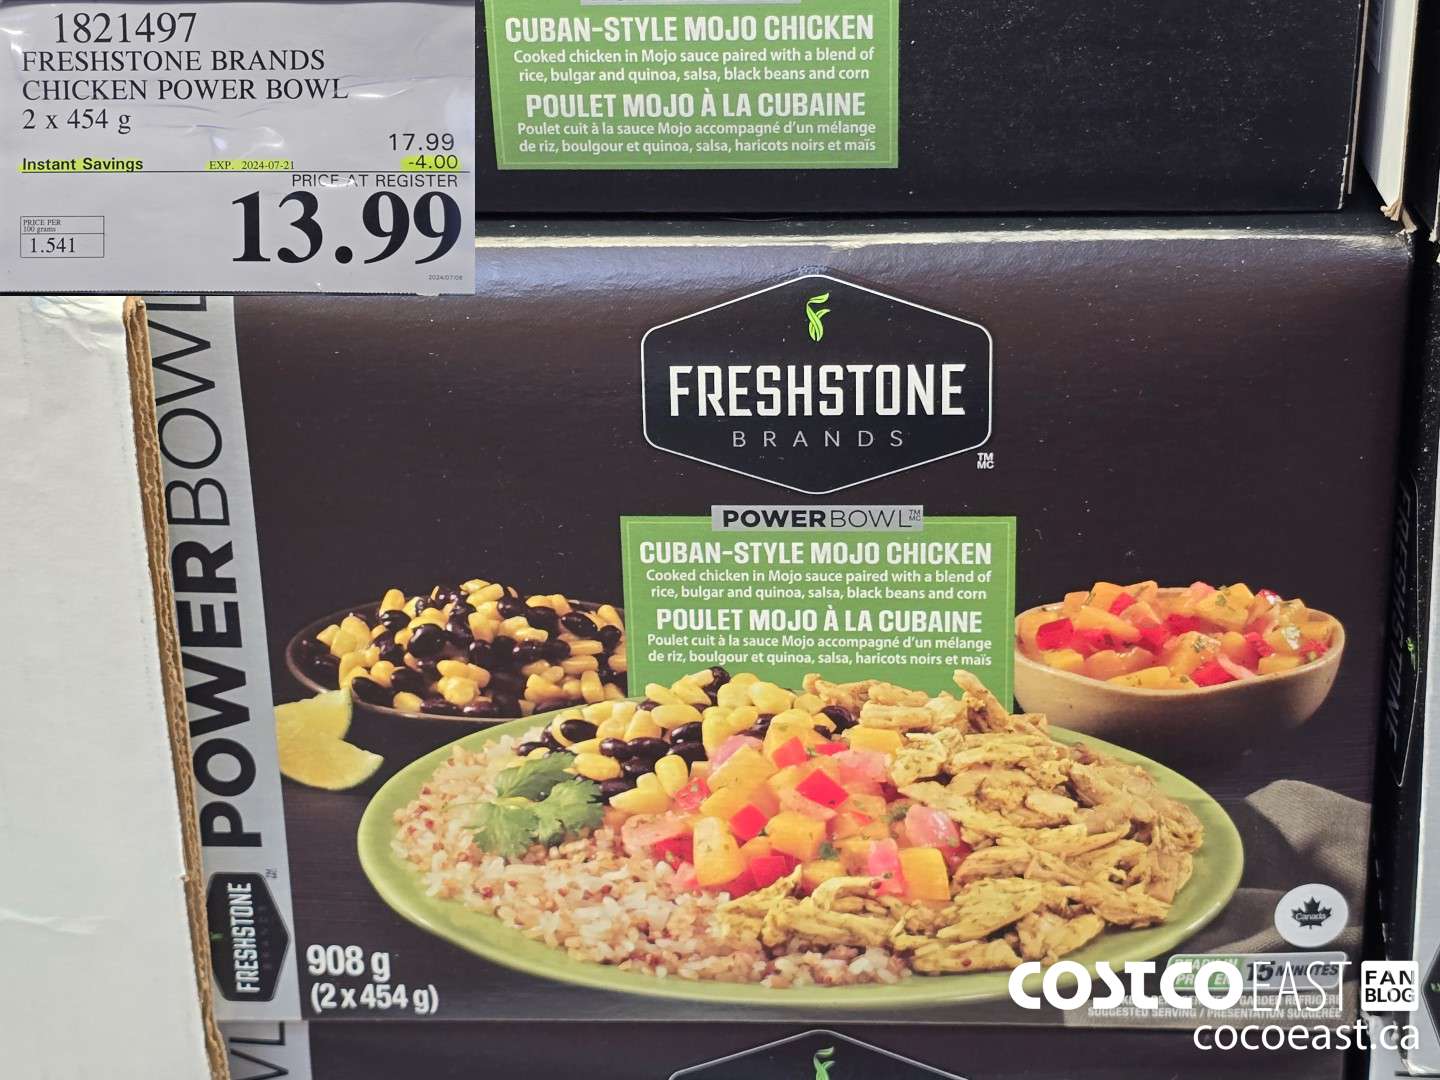 1821497
FRESHSTONE BRANDS
CHICKEN POWER BOWL
2 x 454 g
17.99
Instant Savings EXP. 2024-07-21 -4.00
PRICE AT REGISTER
13.99
PRICE PER
100 grams
1.541
2024/07/08
CUBAN-STYLE MOJO CHICKEN
Cooked chicken in Mojo sauce paired with a blend of
rice, bulgar and quinoa, salsa, black beans and corn
POULET MOJO À LA CUBAINE
Poulet cuit à la sauce Mojo accompagné d'un mélange
de riz, boulgour et quinoa, salsa, haricots noirs et maïs
FRESHSTONE
BRANDS
TM
MC
POWERBOWL TM
MC
CUBAN-STYLE MOJO CHICKEN
Cooked chicken in Mojo sauce paired with a blend of
rice, bulgar and quinoa, salsa, black beans and corn
POULET MOJO À LA CUBAINE
Poulet cuit à la sauce Mojo accompagné d'un mélange
de riz, boulgour et quinoa, salsa, haricots noirs et maïs
POWERBOWL
FRESHSTONE
BRANDS
908 g
(2 x 454 g)
Canada
15 MINUTES
SUGGESTED SERVING / PRÉSENTATION SUGGÉRÉE
COSTCO EAST FAN
BLOG
cocoeast.ca
FRESHSTONE